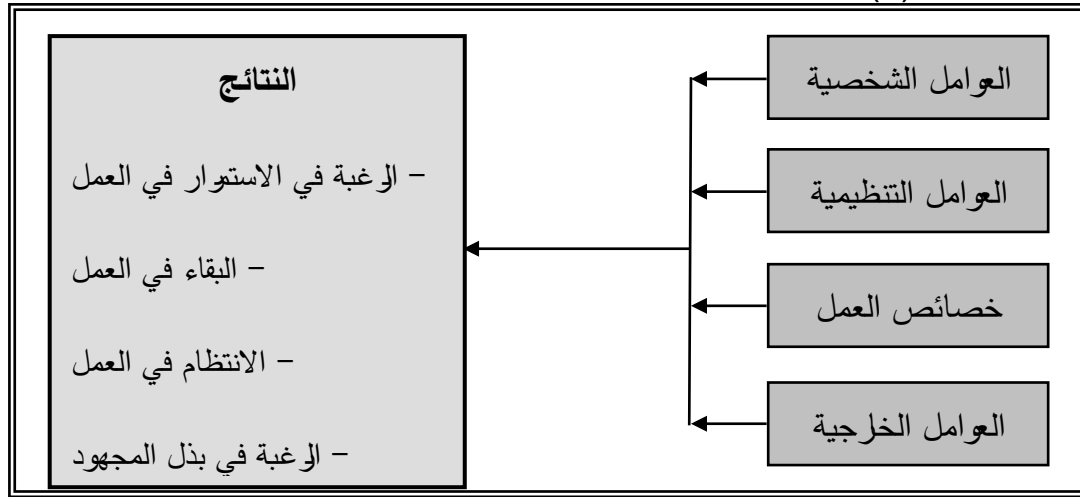 العوامل الشخصية
العوامل التنظيمية
خصائص العمل
العوامل الخارجية
النتائج
– الرغبة في الاستمرار في العمل
– البقاء في العمل
– الانتظام في العمل
– الرغبة في بذل المجهود